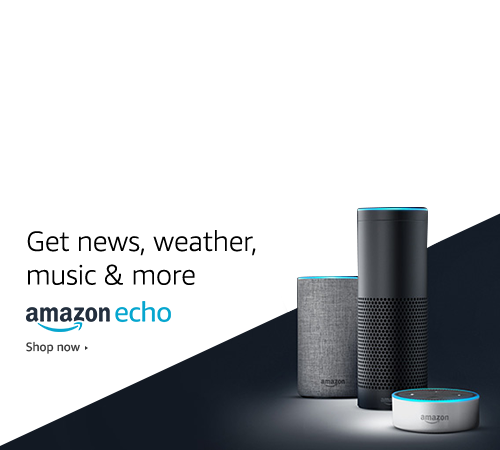 Get news, weather,
music & more
amazon echo
Shop now ›
amazon
amazon